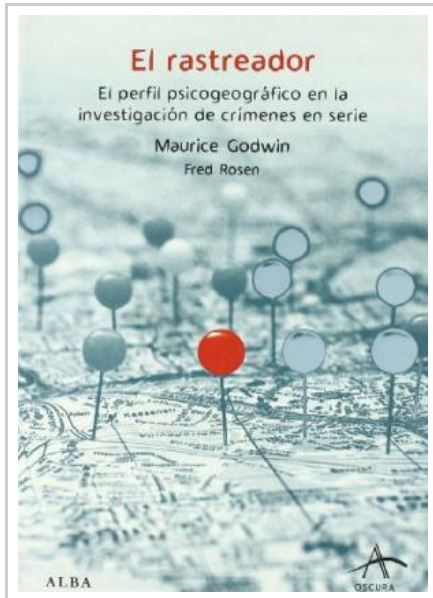 El rastreador
El perfil psicogeográfico en la
investigación de crímenes en serie
Maurice Godwin
Fred Rosen
ALBA
OSCURA